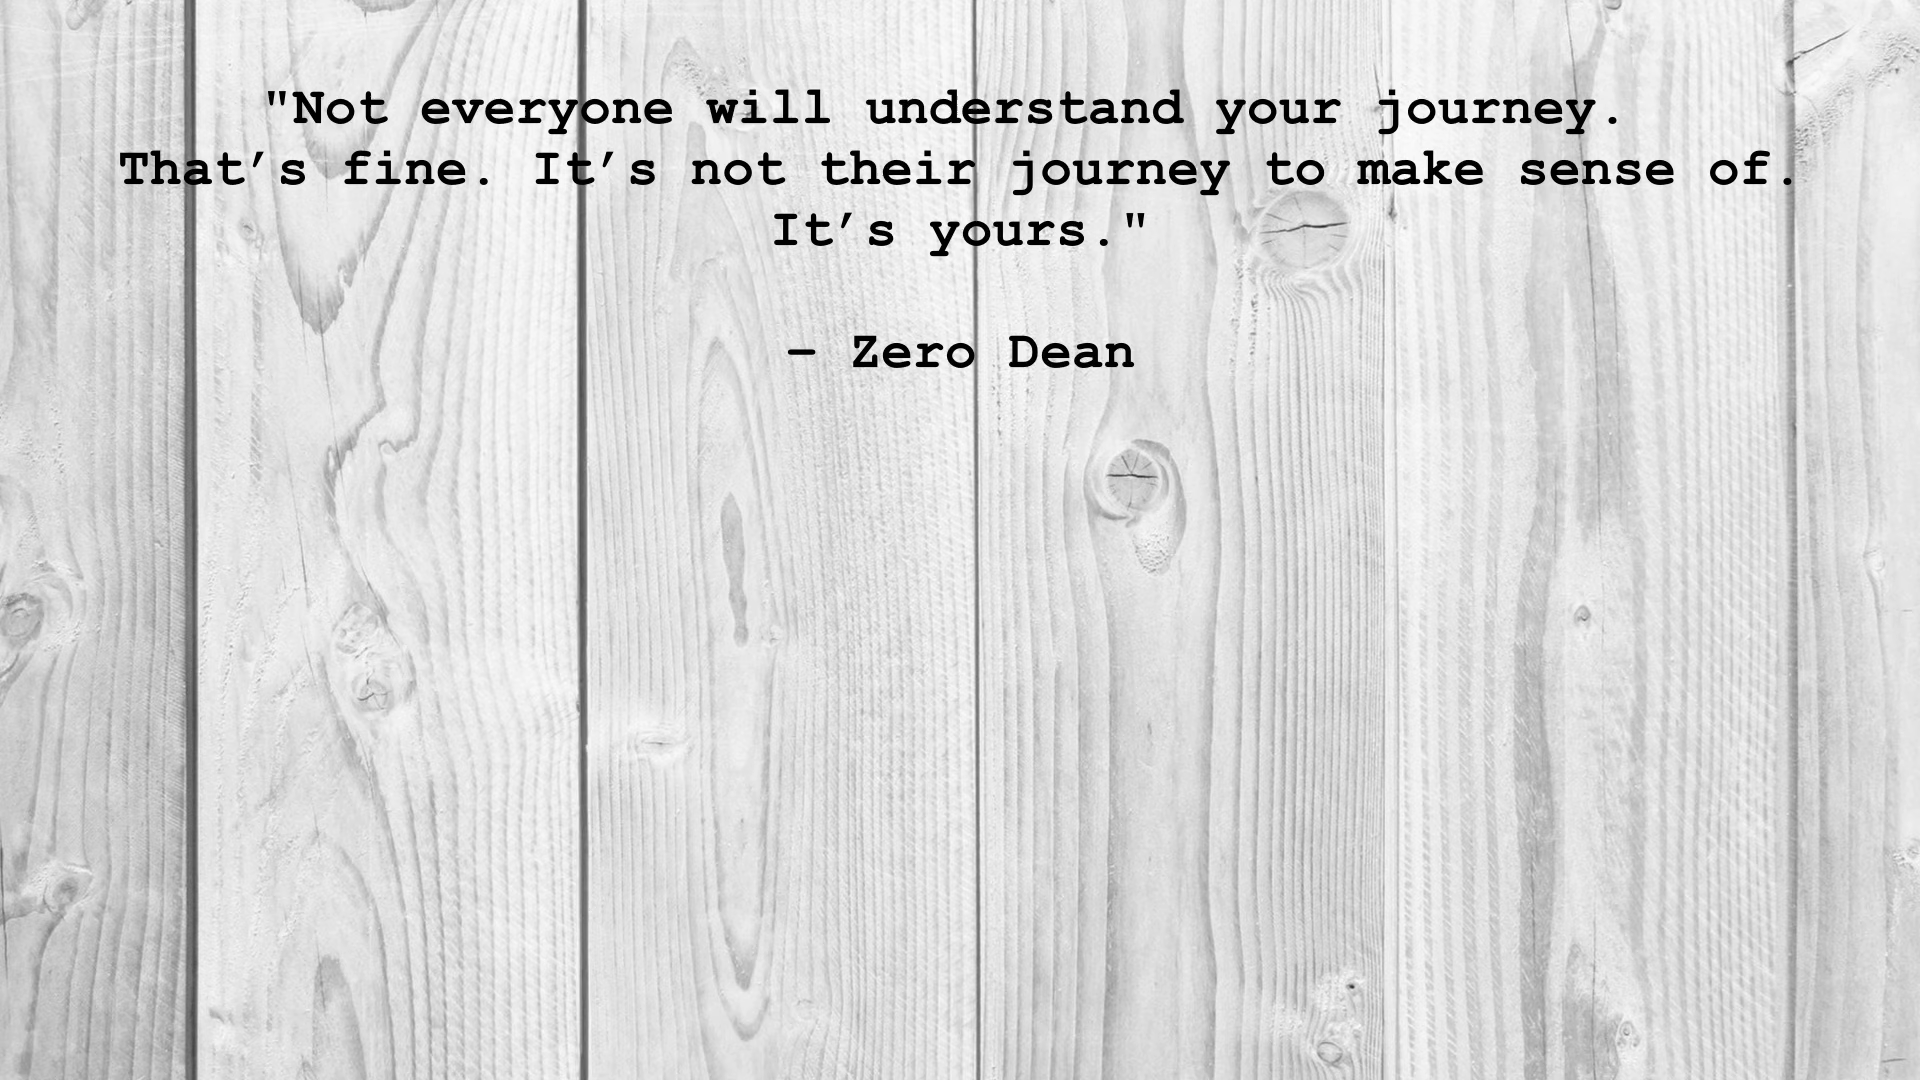 "Not everyone will understand your journey.
That’s fine. It’s not their journey to make sense of.
It’s yours."
– Zero Dean